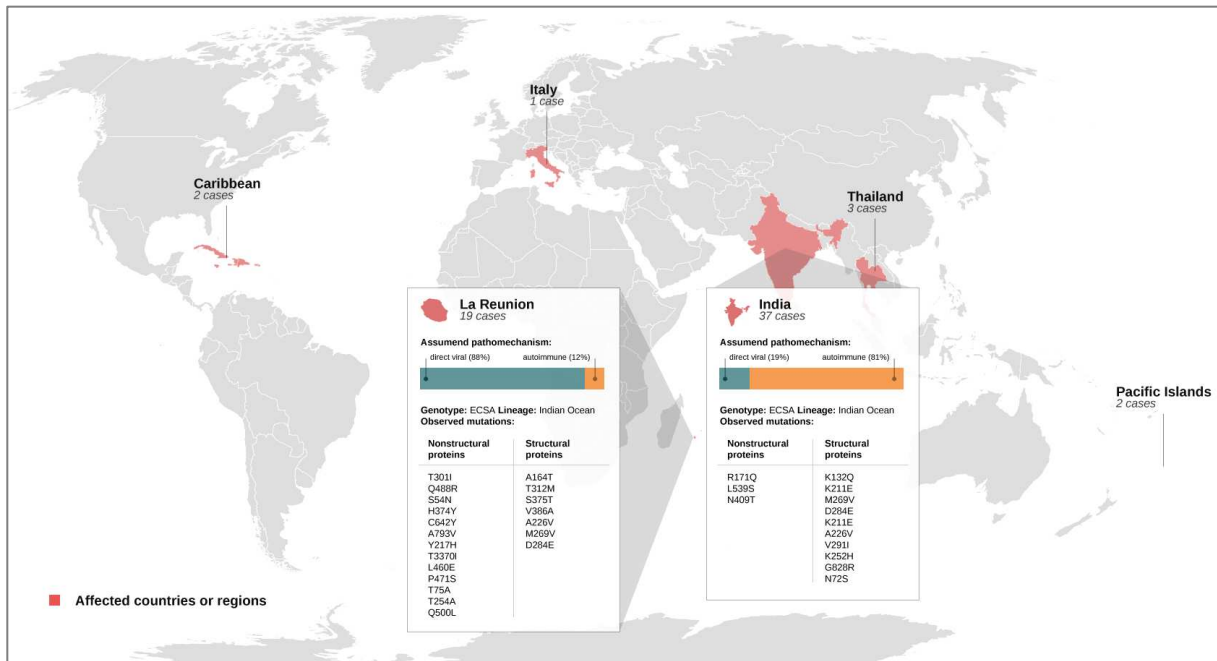 Italy
1 case
Caribbean
2 cases
Thailand
3 cases
La Reunion
19 cases
Assumend pathomechanism:
direct viral (88%) autoimmune (12%)
Genotype: ECSA Lineage: Indian Ocean
Observed mutations:
Nonstructural proteins
Structural proteins
T301I A164T
Q488R T312M
S54N S375T
H374Y V386A
C642Y A226V
A793V M269V
Y217H D284E
T3370I
L460E
P471S
T75A
T254A
Q500L
India
37 cases
Assumend pathomechanism:
direct viral (19%) autoimmune (81%)
Genotype: ECSA Lineage: Indian Ocean
Observed mutations:
Nonstructural proteins
Structural proteins
R171Q K132Q
L539S K211E
N409T M269V
D284E
K211E
A226V
V291I
K252H
G828R
N72S
Pacific Islands
2 cases
Affected countries or regions